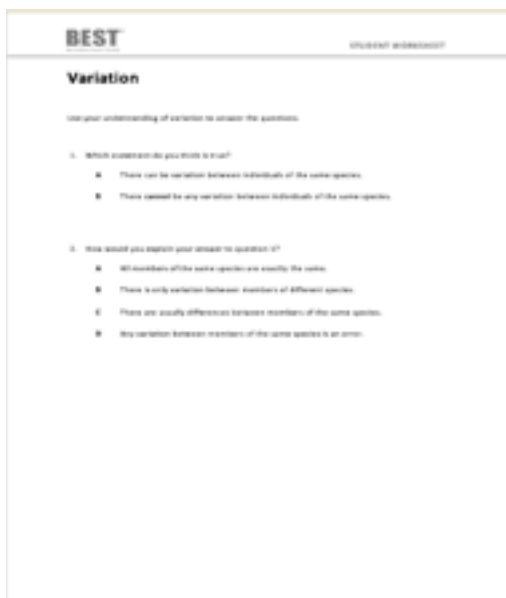 BEST
STUDENT WORKSHEET
Variation
Use your understanding of variation to answer the questions.
1. Which statement do you think is true?
A There can be variation between individuals of the same species.
B There cannot be any variation between individuals of the same species.
2. How would you explain your answer to question 1?
A All members of the same species are exactly the same.
B There is only variation between members of different species.
C There are usually differences between members of the same species.
D Any variation between members of the same species is an error.